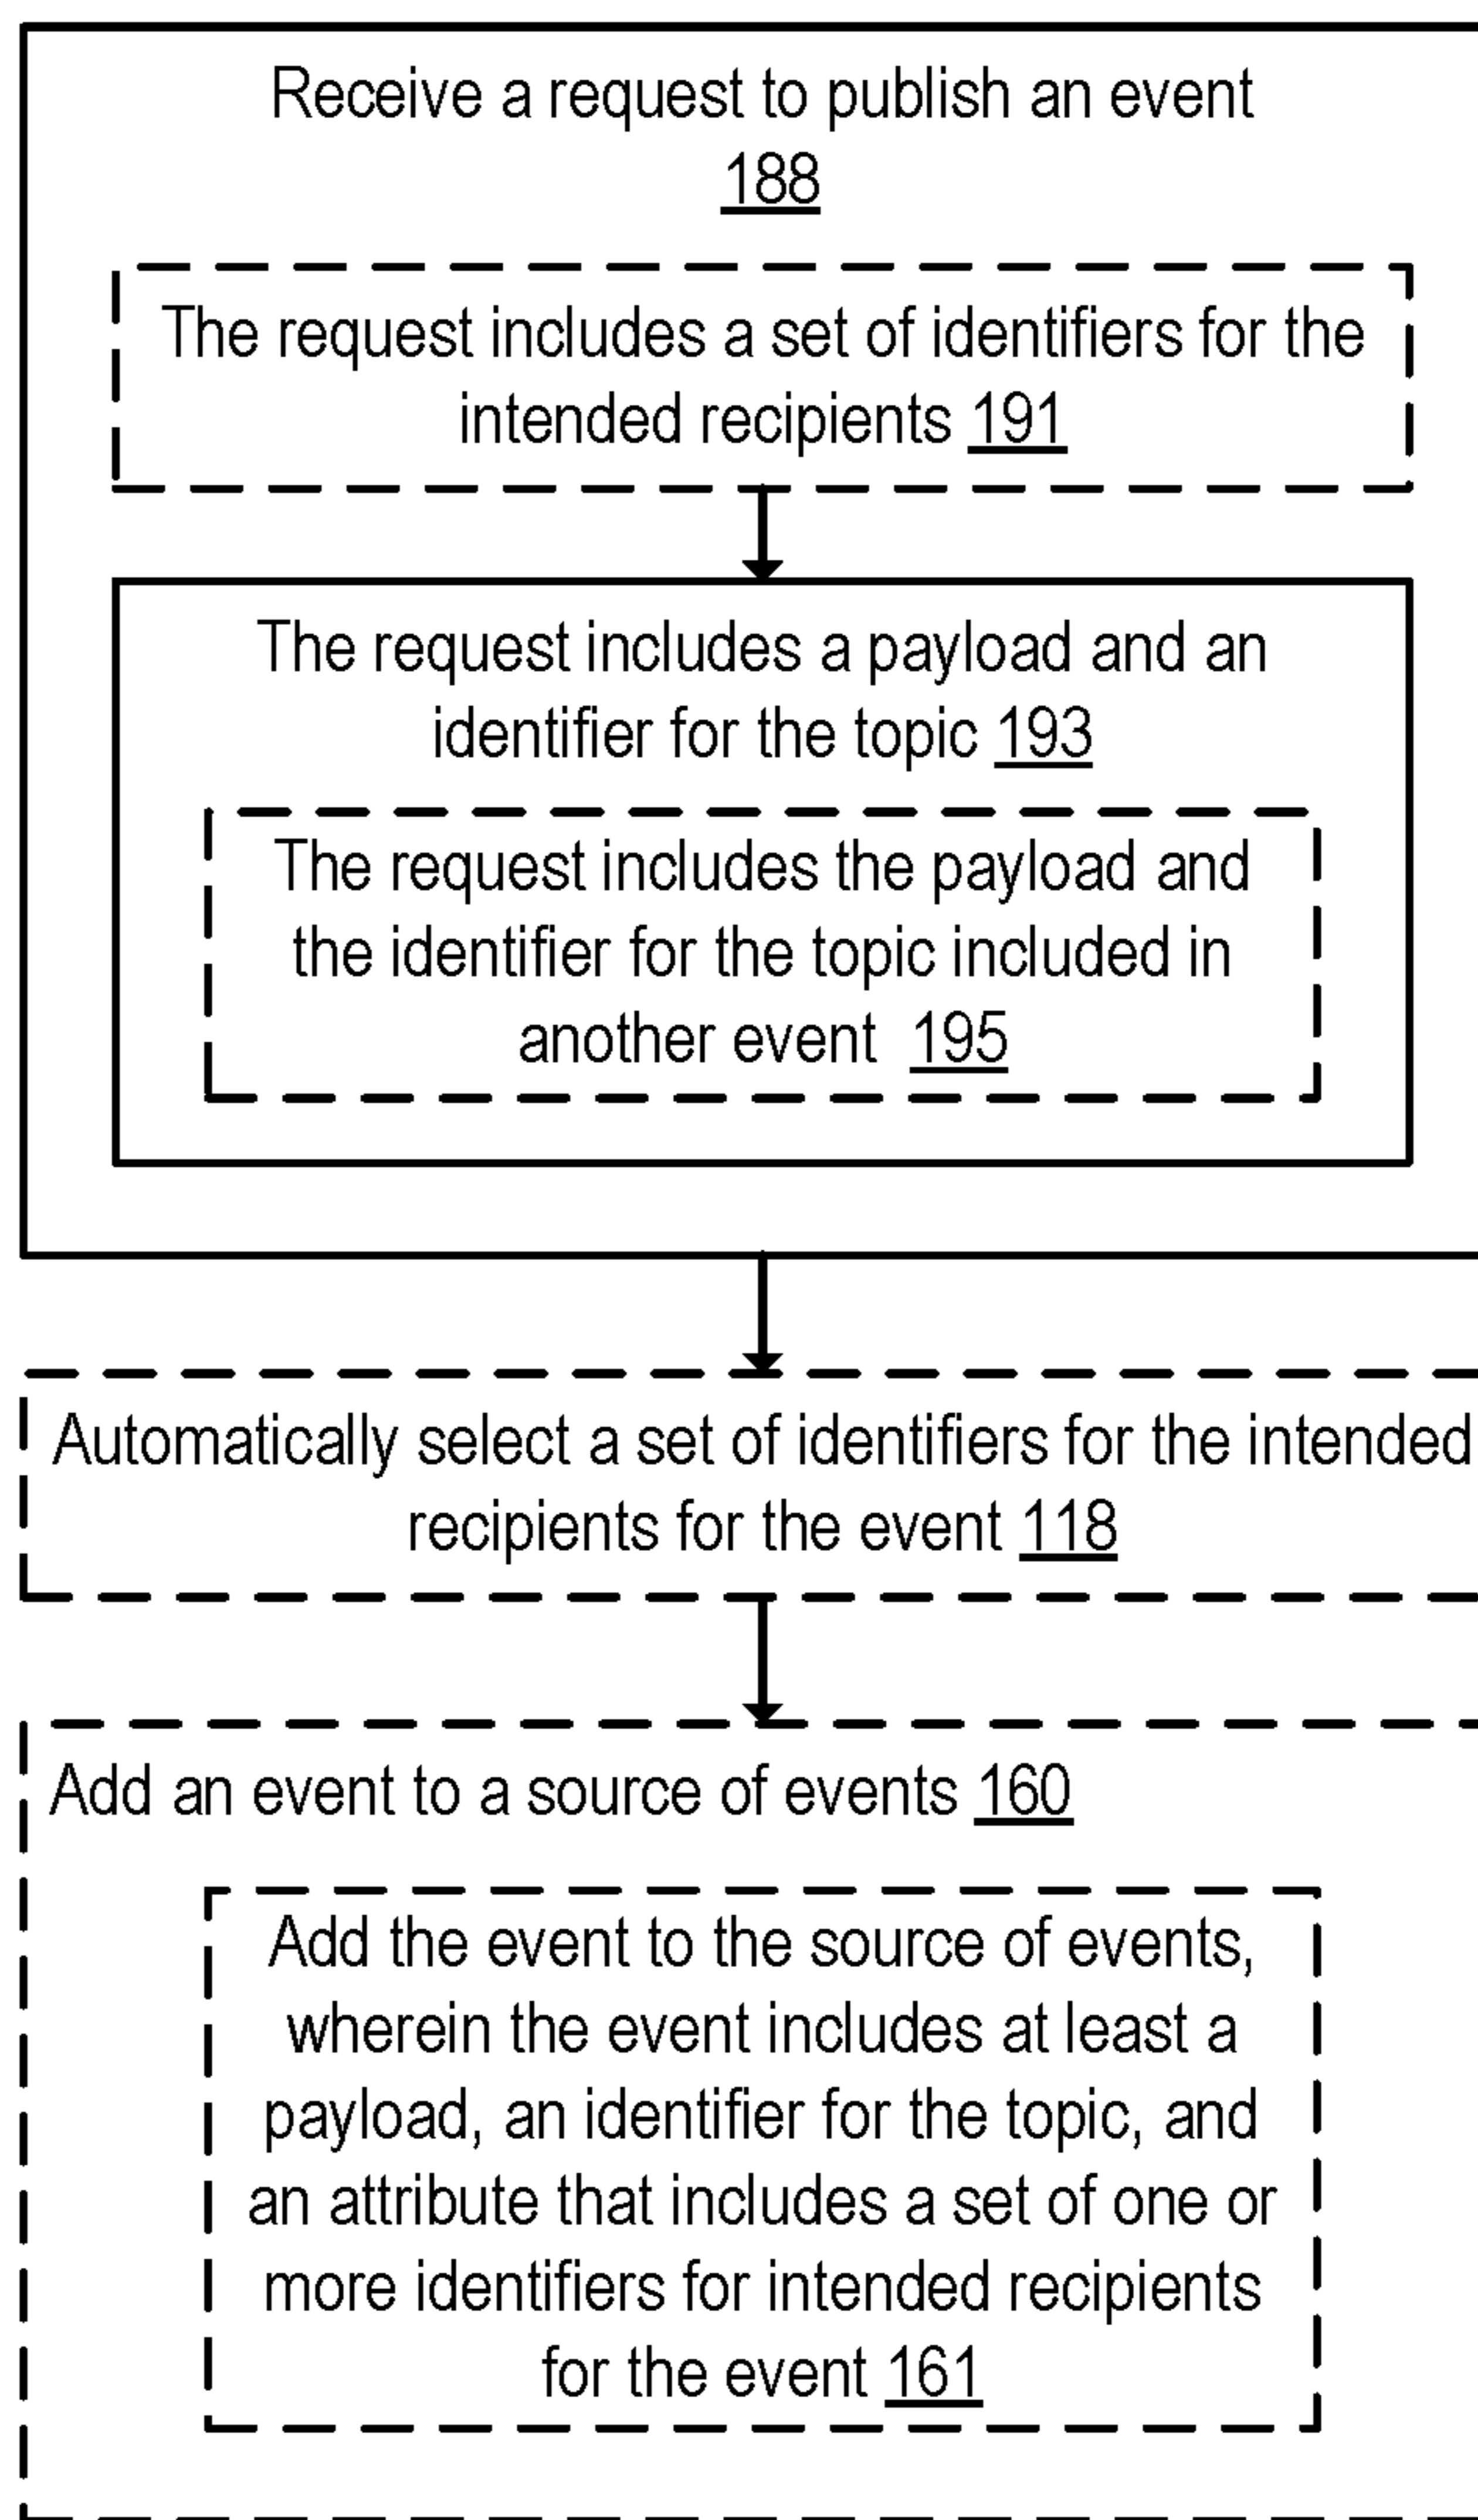 Receive a request to publish an event
188
The request includes a set of identifiers for the
intended recipients 191
The request includes a payload and an
identifier for the topic 193
The request includes the payload and
the identifier for the topic included in
another event 195
Automatically select a set of identifiers for the intended
recipients for the event 118
Add an event to a source of events 160
Add the event to the source of events,
wherein the event includes at least a
payload, an identifier for the topic, and
an attribute that includes a set of one or
more identifiers for intended recipients
for the event 161